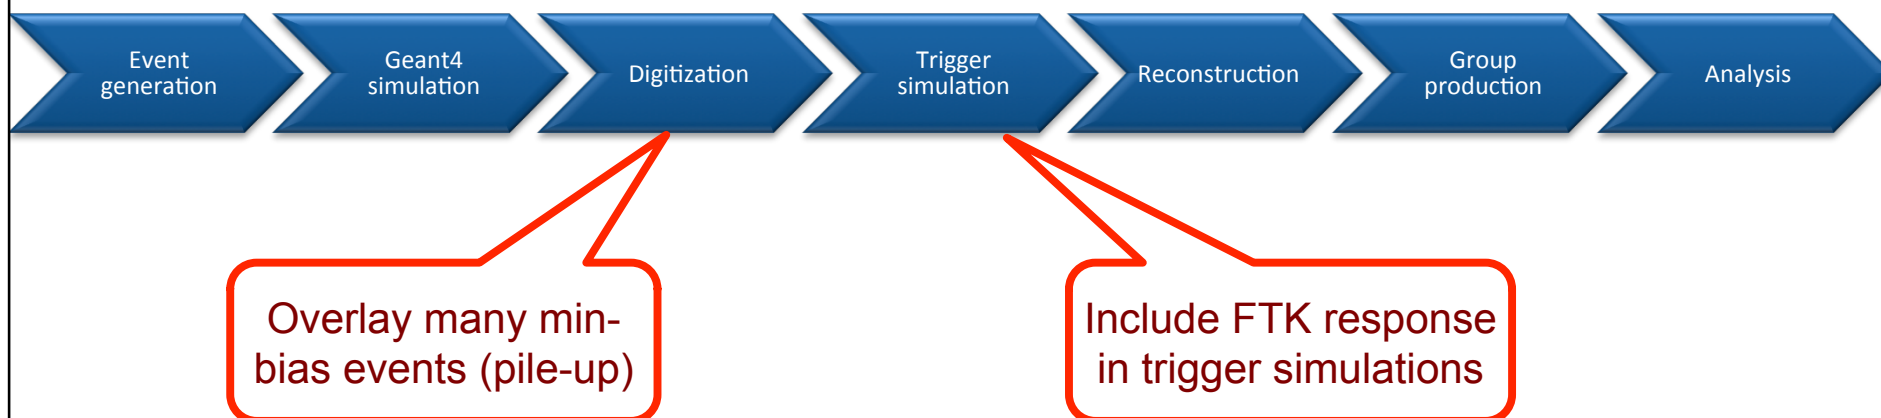 Event
generation
Geant4
simulation
Digitization
Trigger
simulation
Reconstruction
Group
production
Analysis
Overlay many min-
bias events (pile-up)
Include FTK response
in trigger simulations